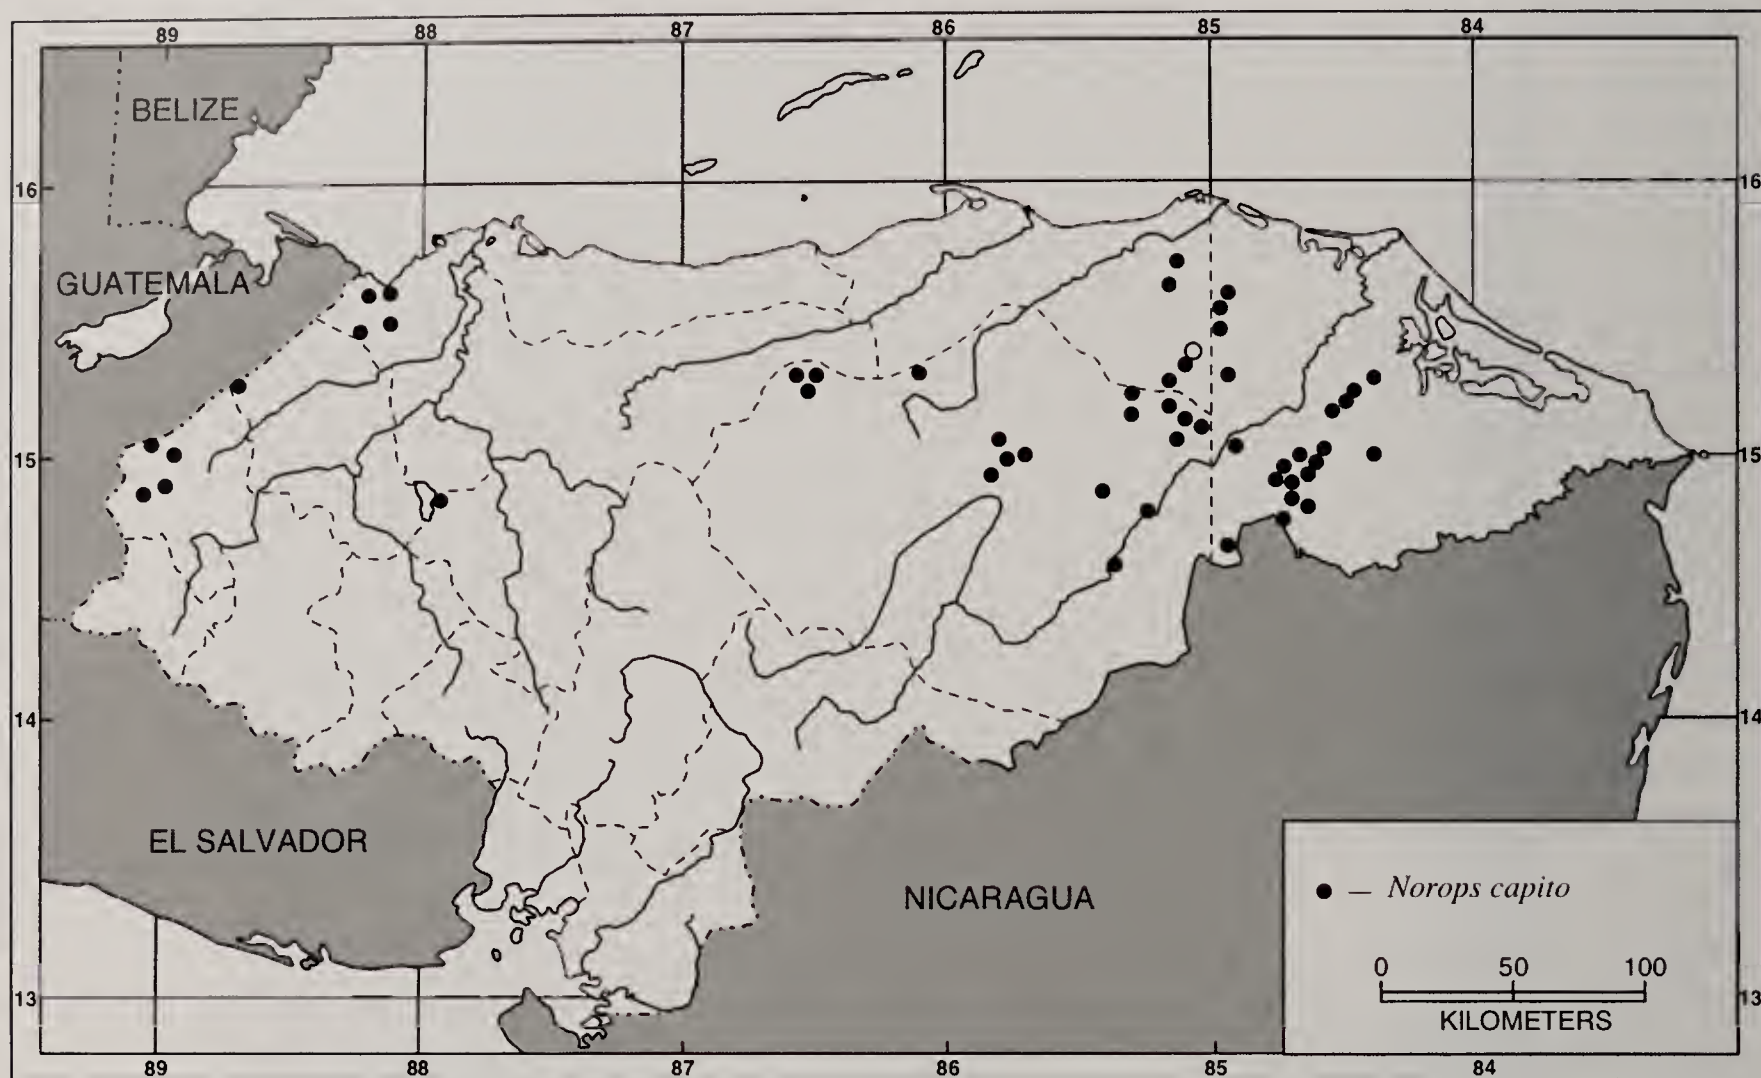 89 88 87 86 85 84
BELIZE
16 16
GUATEMALA
15 15
14 14
EL SALVADOR
NICARAGUA
● — Norops capito
0 50 100
KILOMETERS
13 13
89 88 87 86 85 84